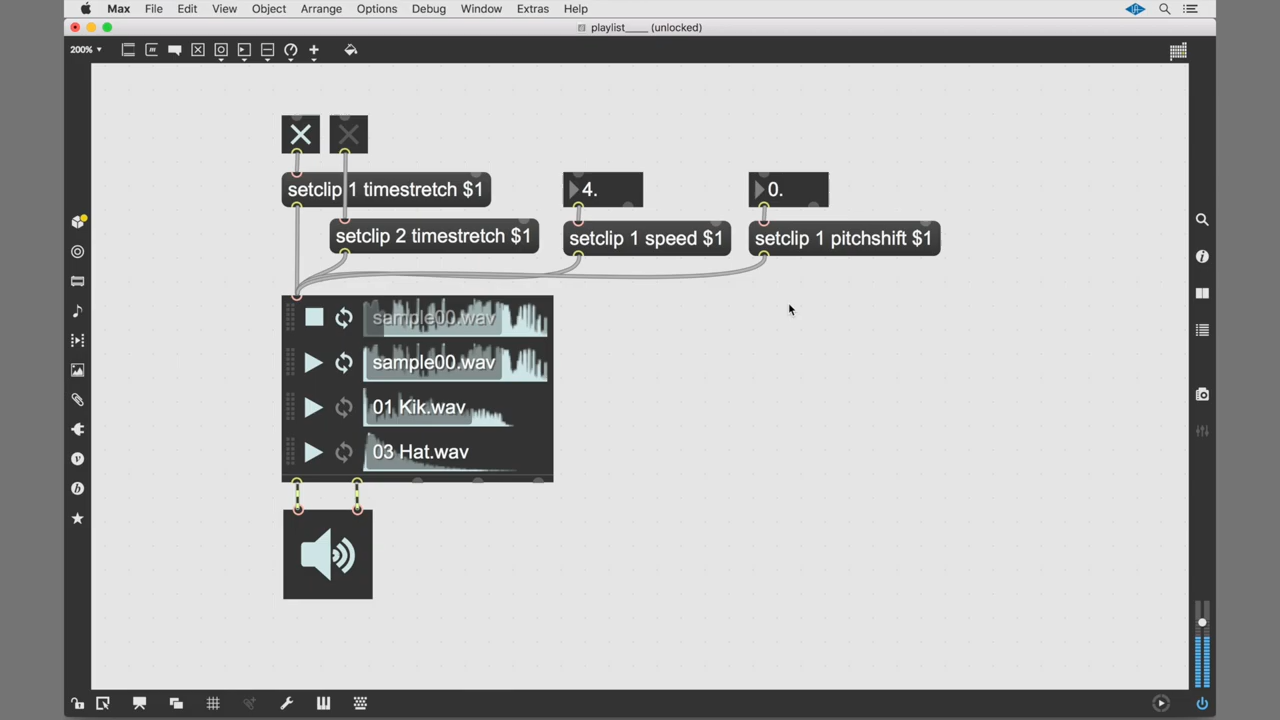 Max File Edit View Object Arrange Options Debug Window Extras Help
playlist____ (unlocked)
200%
setclip 1 timestretch $1
4.
0.
setclip 2 timestretch $1
setclip 1 speed $1
setclip 1 pitchshift $1
sample00.wav
sample00.wav
01 Kik.wav
03 Hat.wav